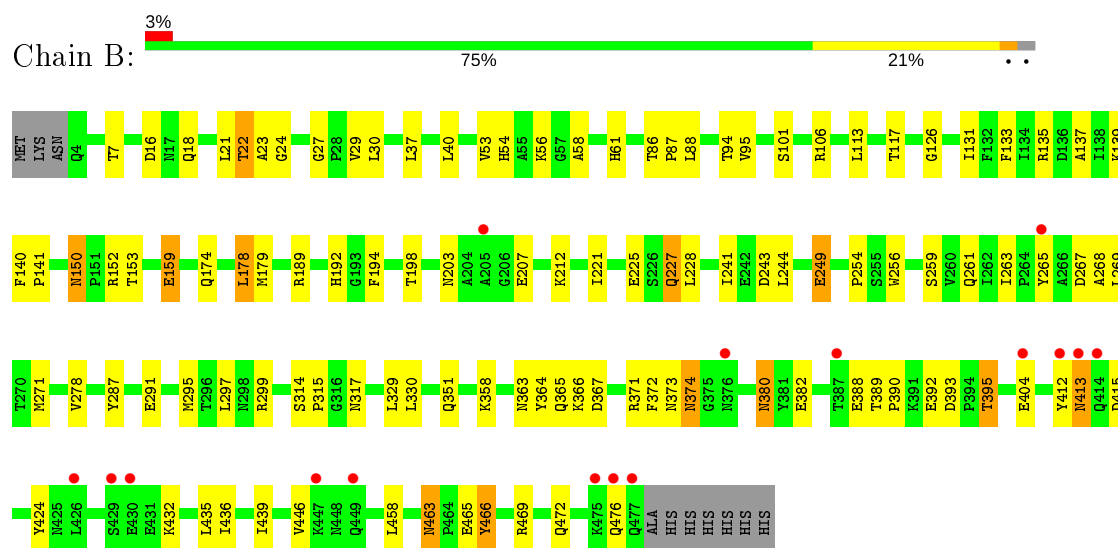 3%
Chain B:
75% 21% • •
MET LYS ASN Q4 T7 D16 N17 Q18 L21 T22 A23 G24 G27 P28 V29 L30 L37 L40 V53 H54 A55 K56 G57 A58 H61 T86 P87 L88 T94 V95 S101 R106 L113 T117 G126 I131 F132 F133 I134 R135 D136 A137 I138 K139
F140 P141 N150 P151 R152 T153 E159 Q174 L178 M179 R189 H192 G193 F194 T198 N203 A204 A205 G206 E207 K212 I221 E225 S226 Q227 L228 I241 E242 D243 L244 E249 P254 S255 W256 S259 V260 Q261 I262 I263 P264 Y265 A266 D267 A268 L269
T270 M271 V278 Y287 E291 M295 T296 L297 N298 R299 S314 P315 G316 N317 L329 L330 Q351 K358 N363 Y364 Q365 K366 D367 R371 F372 N373 N374 G375 N376 N380 Y381 E382 T387 E388 T389 P390 K391 E392 D393 P394 T395 E404 Y412 N413 Q414 D415
Y424 N425 L426 S429 E430 E431 K432 L435 I436 I439 V446 K447 N448 Q449 L458 N463 P464 E465 Y466 R469 Q472 K475 Q476 Q477 ALA HIS HIS HIS HIS HIS HIS